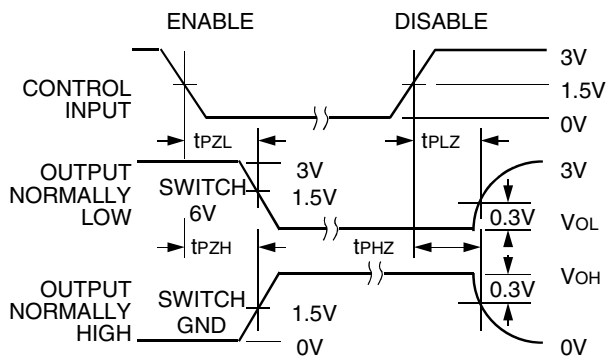 ENABLE DISABLE
3V
CONTROL
INPUT
1.5V
0V
tPZL tPLZ
OUTPUT
NORMALLY
LOW
SWITCH
6V
3V
1.5V
3V
0.3V
VOL
tPZH tPHZ
OUTPUT
NORMALLY
HIGH
SWITCH
GND
1.5V
0V
VOH
0.3V
0V